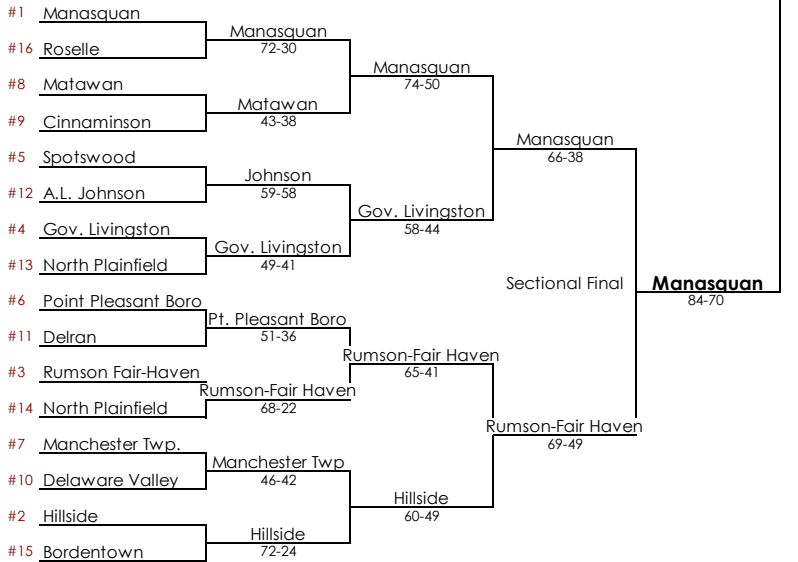 #1 Manasquan
#16 Roselle
#8 Matawan
#9 Cinnaminson
#5 Spotswood
#12 A.L. Johnson
#4 Gov. Livingston
#13 North Plainfield
#6 Point Pleasant Boro
#11 Delran
#3 Rumson Fair-Haven
#14 North Plainfield
#7 Manchester Twp.
#10 Delaware Valley
#2 Hillside
#15 Bordentown
Manasquan
72-30
Matawan
43-38
Johnson
59-58
Gov. Livingston
49-41
Pt. Pleasant Boro
51-36
Rumson-Fair Haven
68-22
Manchester Twp
46-42
Hillside
72-24
Manasquan
74-50
Gov. Livingston
58-44
Rumson-Fair Haven
65-41
Hillside
60-49
Manasquan
66-38
Rumson-Fair Haven
69-49
Sectional Final
Manasquan
84-70